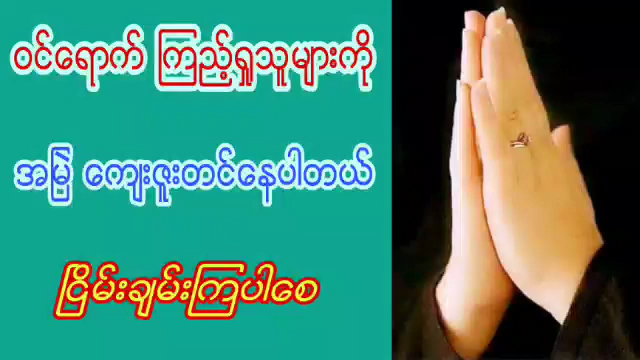 ဝင်ရောက် ကြည့်ရှုသူများကို
အမြဲ ကျေးဇူးတင်နေပါတယ်
ငြိမ်းချမ်းကြပါစေ